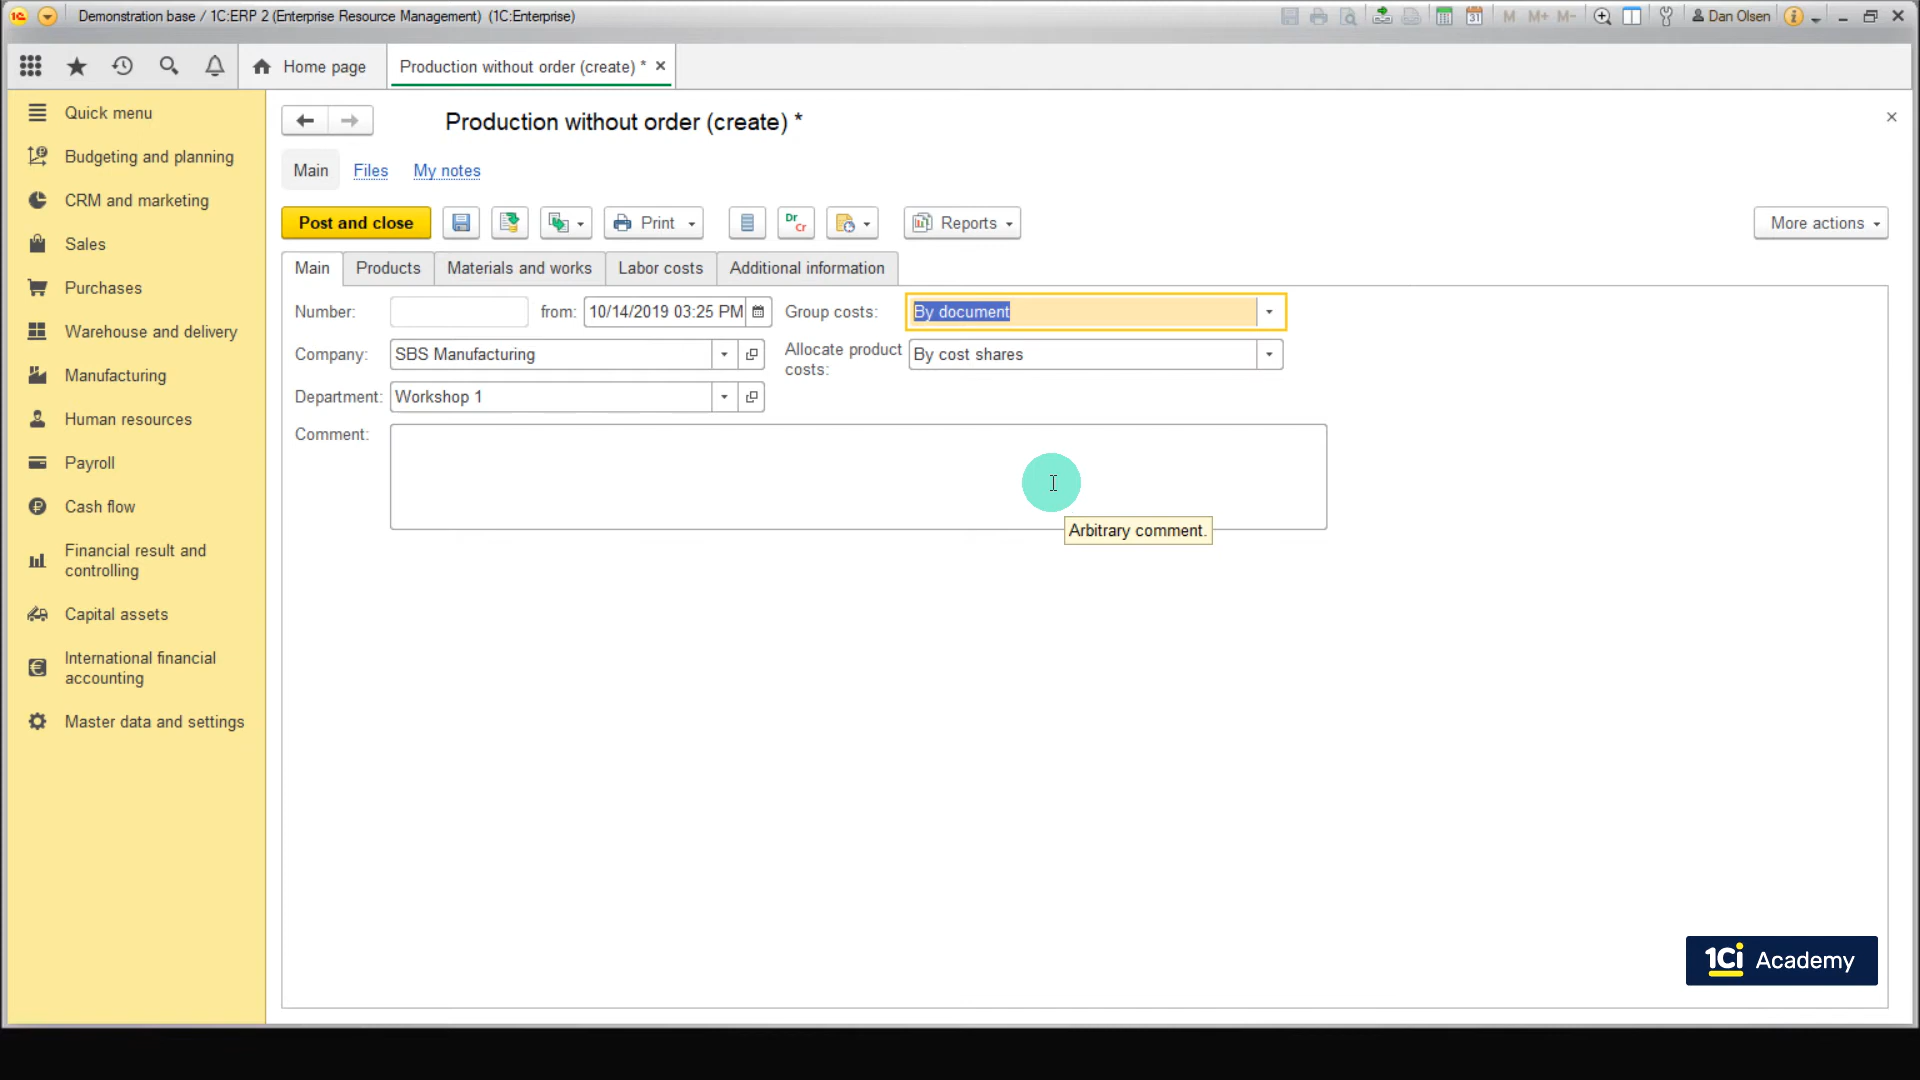 Demonstration base / 1C:ERP 2 (Enterprise Resource Management) (1C:Enterprise)
M M+ M- Dan Olsen
Home page
Production without order (create) *
Quick menu
Budgeting and planning
CRM and marketing
Sales
Purchases
Warehouse and delivery
Manufacturing
Human resources
Payroll
Cash flow
Financial result and
controlling
Capital assets
International financial
accounting
Master data and settings
Production without order (create) *
Main Files My notes
Post and close Print Dr Cr Reports More actions
Main Products Materials and works Labor costs Additional information
Number: from: 10/14/2019 03:25 PM Group costs: By document
Company: SBS Manufacturing Allocate product
costs: By cost shares
Department: Workshop 1
Comment:
Arbitrary comment.
1Ci Academy